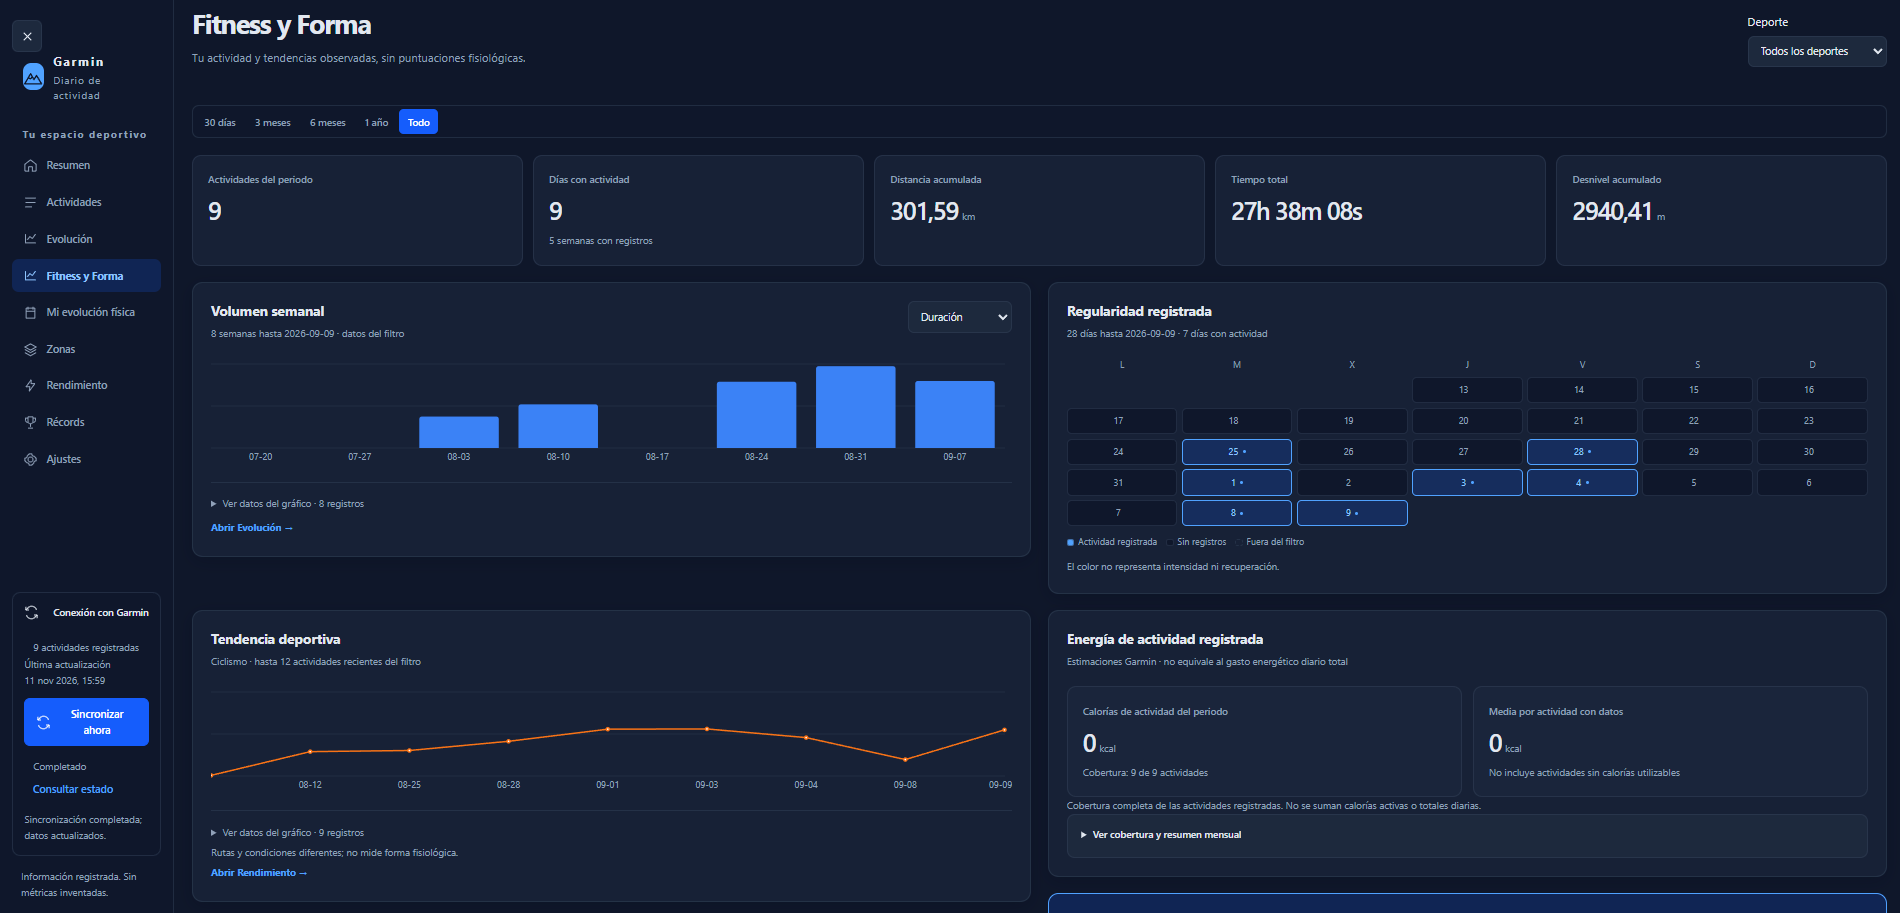 Garmin
Diario de
actividad
Tu espacio deportivo
Resumen
Actividades
Evolución
Fitness y Forma
Mi evolución física
Zonas
Rendimiento
Récords
Ajustes
Conexión con Garmin
9 actividades registradas
Última actualización
11 nov 2026, 15:59
Sincronizar
ahora
Completado
Consultar estado
Sincronización completada;
datos actualizados.
Información registrada. Sin
métricas inventadas.
Fitness y Forma
Tu actividad y tendencias observadas, sin puntuaciones fisiológicas.
Deporte
Todos los deportes
30 días 3 meses 6 meses 1 año Todo
Actividades del periodo
9
Días con actividad
9
5 semanas con registros
Distancia acumulada
301,59 km
Tiempo total
27h 38m 08s
Desnivel acumulado
2940,41 m
Volumen semanal
8 semanas hasta 2026-09-09 · datos del filtro
Duración
07-20 07-27 08-03 08-10 08-17 08-24 08-31 09-07
▶ Ver datos del gráfico · 8 registros
Abrir Evolución →
Regularidad registrada
28 días hasta 2026-09-09 · 7 días con actividad
L M X J V S D
13 14 15 16
17 18 19 20 21 22 23
24 25 • 26 27 28 • 29 30
31 1 • 2 3 • 4 • 5 6
7 8 • 9 •
Actividad registrada Sin registros Fuera del filtro
El color no representa intensidad ni recuperación.
Tendencia deportiva
Ciclismo · hasta 12 actividades recientes del filtro
08-12 08-25 08-28 09-01 09-03 09-04 09-08 09-09
▶ Ver datos del gráfico · 9 registros
Rutas y condiciones diferentes; no mide forma fisiológica.
Abrir Rendimiento →
Energía de actividad registrada
Estimaciones Garmin · no equivale al gasto energético diario total
Calorías de actividad del periodo
0 kcal
Cobertura: 9 de 9 actividades
Media por actividad con datos
0 kcal
No incluye actividades sin calorías utilizables
Cobertura completa de las actividades registradas. No se suman calorías activas o totales diarias.
▶ Ver cobertura y resumen mensual